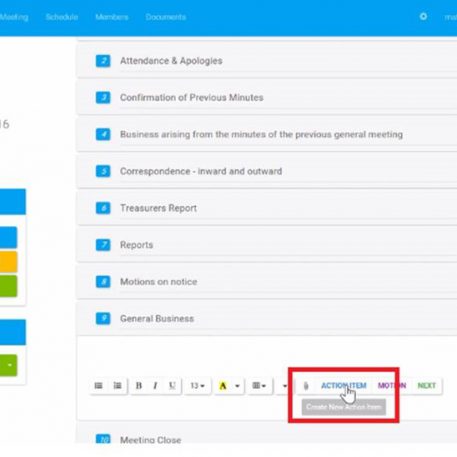 Meeting Schedule Members Documents
2 Attendance & Apologies
3 Confirmation of Previous Minutes
16
4 Business arising from the minutes of the previous general meeting
5 Correspondence - inward and outward
6 Treasurers Report
7 Reports
8 Motions on notice
9 General Business
B I U 13 A ACTION ITEM MOTION NEXT
Create New Action Item
10 Meeting Close